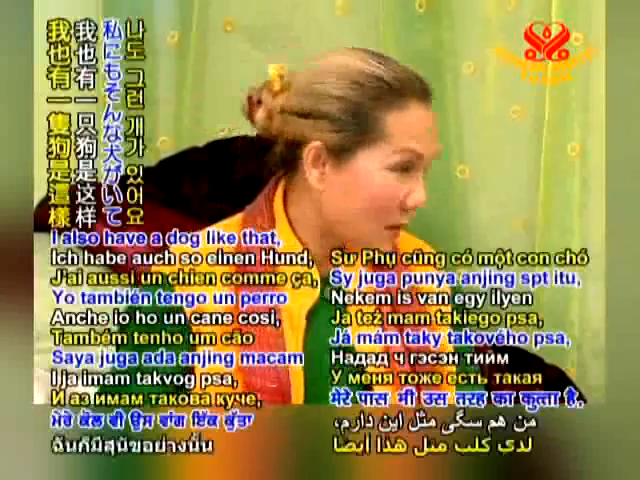 我也有一隻狗是這樣
我也有一只狗是这样
私にもそんな犬がいて
나도 그런 개가 있어요
I also have a dog like that,
Ich habe auch so einen Hund,
J'ai aussi un chien comme ça,
Yo también tengo un perro
Anche io ho un cane cosi,
Também tenho um cão
Saya juga ada anjing macam
I ja imam takvog psa,
И аз имам такова куче,
ਮੇਰੇ ਕੋਲ ਵੀ ਉਸ ਵਾਂਗ ਇੱਕ ਕੁੱਤਾ
ฉันก็มีสุนัขอย่างนั้น
Sư Phụ cũng có một con chó
Sy juga punya anjing spt itu,
Nekem is van egy ilyen
Ja też mam takiego psa,
Já mám taky takového psa,
Надад ч гэсэн тийм
У меня тоже есть такая
मेरे पास भी उस तरह का कुत्ता है.
من هم سگی مثل این دارم،
لدي كلب مثل هذا أيضا